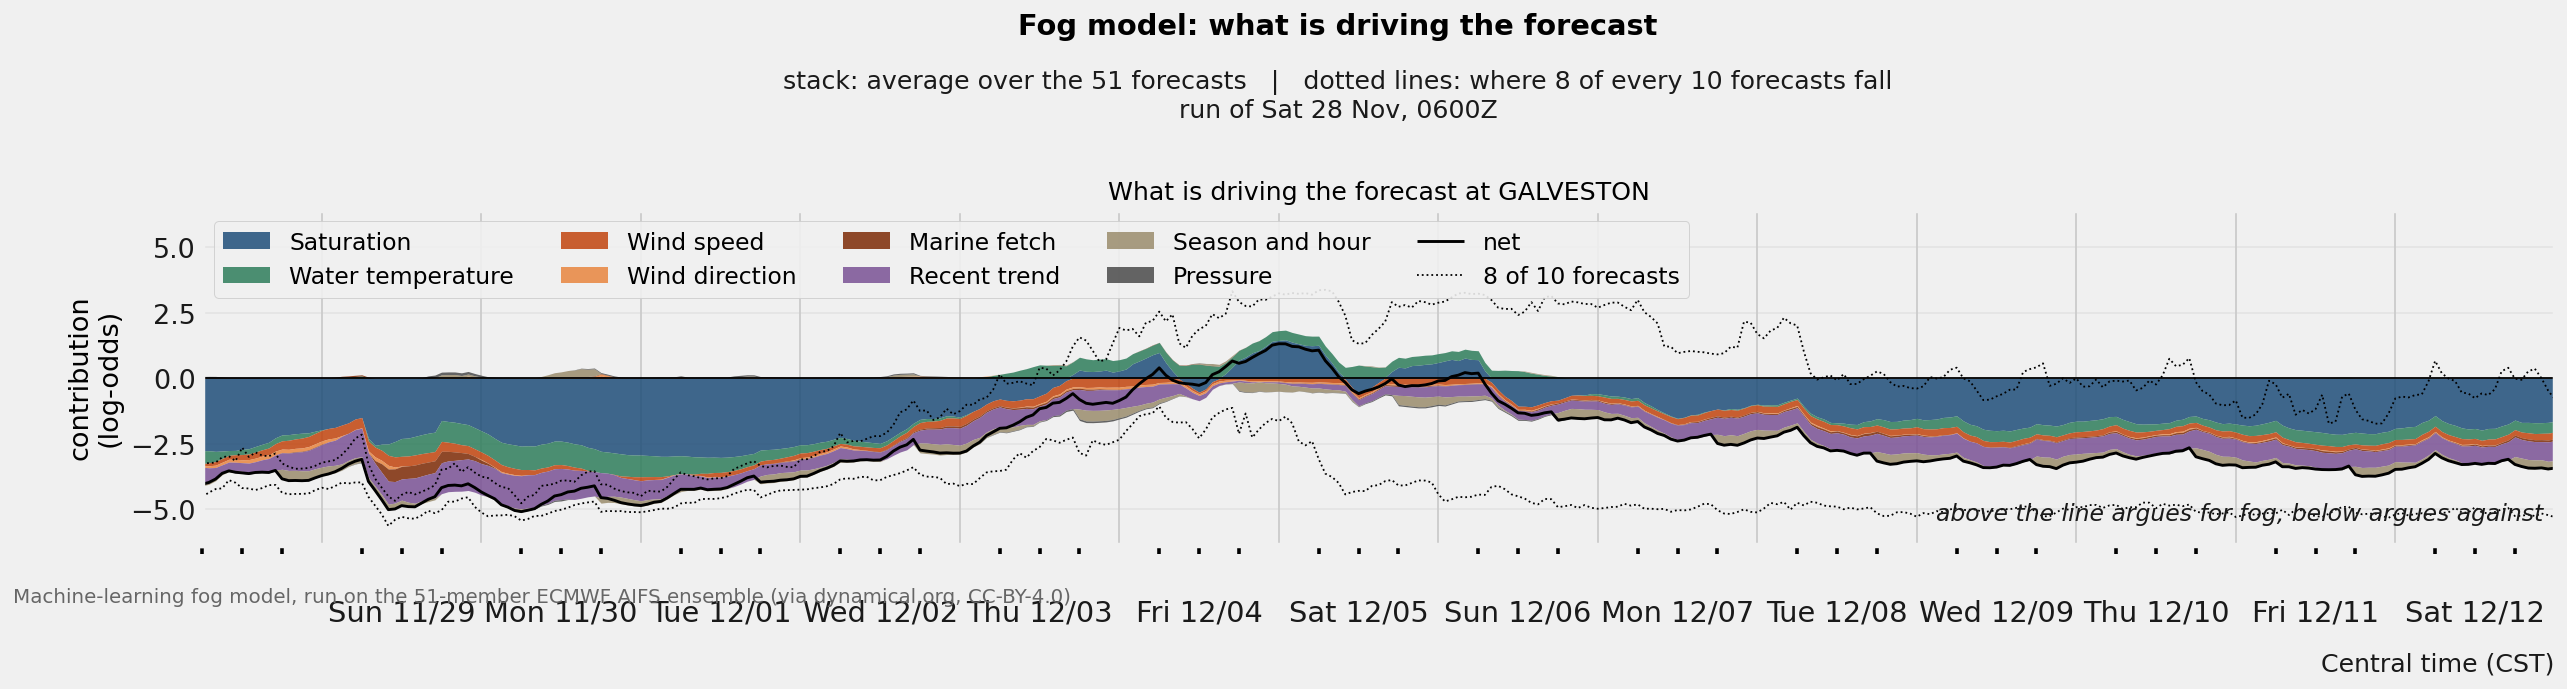 Fog model: what is driving the forecast
stack: average over the 51 forecasts | dotted lines: where 8 of every 10 forecasts fall
run of Sat 28 Nov, 0600Z
What is driving the forecast at GALVESTON
Saturation
Water temperature
Wind speed
Wind direction
Marine fetch
Recent trend
Season and hour
Pressure
net
8 of 10 forecasts
contribution
(log-odds)
5.0
2.5
0.0
−2.5
−5.0
above the line argues for fog, below argues against
Machine-learning fog model, run on the 51-member ECMWF AIFS ensemble (via dynamical.org, CC-BY-4.0)
Sun 11/29 Mon 11/30 Tue 12/01 Wed 12/02 Thu 12/03 Fri 12/04 Sat 12/05 Sun 12/06 Mon 12/07 Tue 12/08 Wed 12/09 Thu 12/10 Fri 12/11 Sat 12/12
Central time (CST)